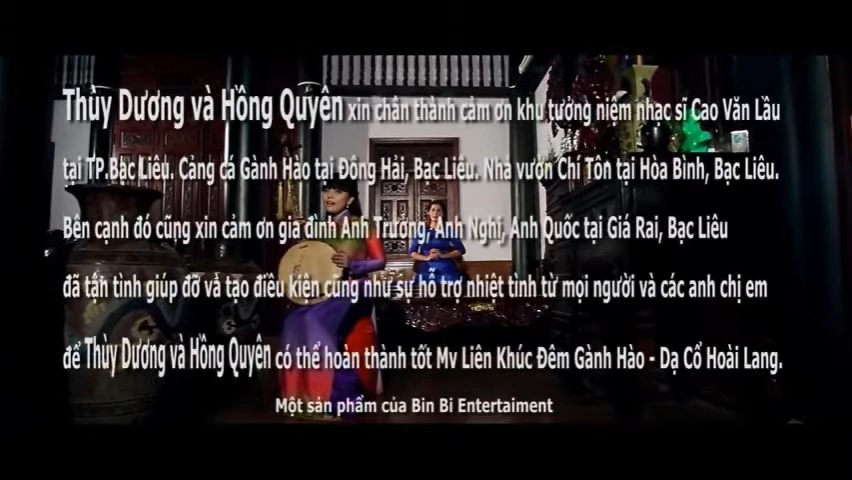 Thùy Dương và Hồng Quyên xin chân thành cảm ơn khu tưởng niệm nhạc sĩ Cao Văn Lầu
tại TP.Bạc Liêu. Cảng cá Gành Hào tại Đông Hải, Bạc Liêu. Nhà vườn Chí Tôn tại Hòa Bình, Bạc Liêu.
Bên cạnh đó cũng xin cảm ơn gia đình Anh Trường, Anh Nghi, Anh Quốc tại Giá Rai, Bạc Liêu
đã tận tình giúp đỡ và tạo điều kiện cũng như sự hỗ trợ nhiệt tình từ mọi người và các anh chị em
để Thùy Dương và Hồng Quyên có thể hoàn thành tốt Mv Liên Khúc Đêm Gành Hào - Dạ Cổ Hoài Lang.
Một sản phẩm của Bin Bi Entertaiment